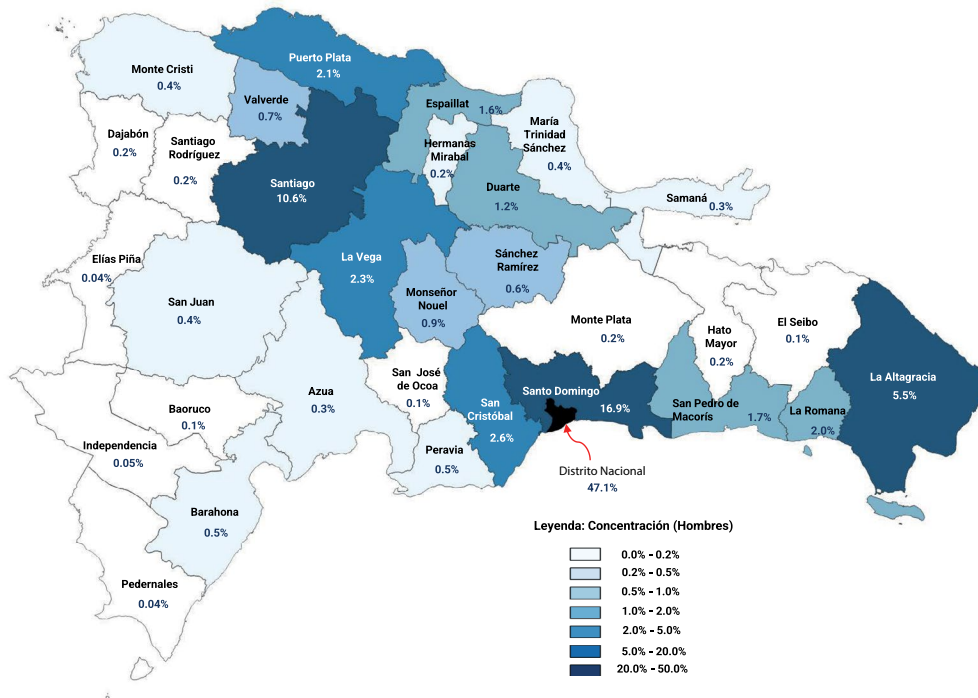 Puerto Plata
2.1%
Monte Cristi
0.4%
Valverde
0.7%
Espaillat
1.6%
María
Trinidad
Sánchez
0.4%
Dajabón
0.2%
Santiago
Rodríguez
0.2%
Hermanas
Mirabal
0.2%
Santiago
10.6%
Duarte
1.2%
Samaná
0.3%
Elías Piña
0.04%
La Vega
2.3%
Sánchez
Ramírez
0.6%
San Juan
0.4%
Monseñor
Nouel
0.9%
Monte Plata
0.2%
Hato
Mayor
0.2%
El Seibo
0.1%
La Altagracia
5.5%
San José
de Ocoa
0.1%
Azua
0.3%
Baoruco
0.1%
Santo Domingo
16.9%
San
Cristóbal
2.6%
San Pedro de
Macorís
1.7%
La Romana
2.0%
Independencia
0.05%
Peravia
0.5%
Distrito Nacional
47.1%
Barahona
0.5%
Pedernales
0.04%
Leyenda: Concentración (Hombres)
0.0% - 0.2%
0.2% - 0.5%
0.5% - 1.0%
1.0% - 2.0%
2.0% - 5.0%
5.0% - 20.0%
20.0% - 50.0%